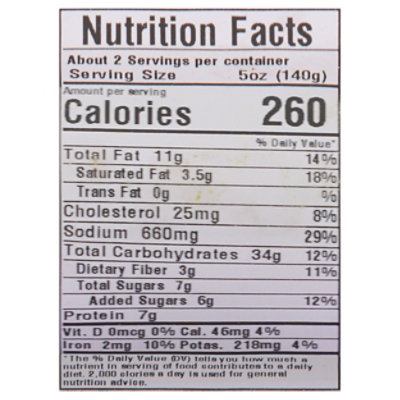 Nutrition Facts
About 2 Servings per container
Serving Size 5oz (140g)
Amount per serving
Calories 260
% Daily Value*
Total Fat 11g 14%
Saturated Fat 3.5g 18%
Trans Fat 0g %
Cholesterol 25mg 8%
Sodium 660mg 29%
Total Carbohydrates 34g 12%
Dietary Fiber 3g 11%
Total Sugars 7g
Added Sugars 6g 12%
Protein 7g
Vit. D 0mcg 0% Cal. 46mg 4%
Iron 2mg 10% Potas. 218mg 4%
*The % Daily Value (DV) tells you how much a
nutrient in serving of food contributes to a daily
diet. 2,000 clories a day is used for general
nutrition advice.